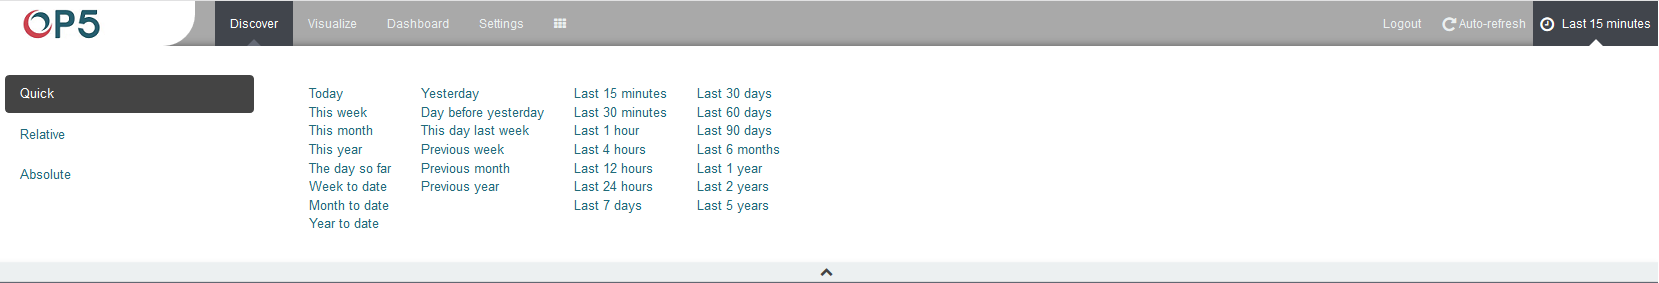 OP5
Discover Visualize Dashboard Settings Logout Auto-refresh Last 15 minutes
Quick
Relative
Absolute
Today Yesterday Last 15 minutes Last 30 days
This week Day before yesterday Last 30 minutes Last 60 days
This month This day last week Last 1 hour Last 90 days
This year Previous week Last 4 hours Last 6 months
The day so far Previous month Last 12 hours Last 1 year
Week to date Previous year Last 24 hours Last 2 years
Month to date Last 7 days Last 5 years
Year to date